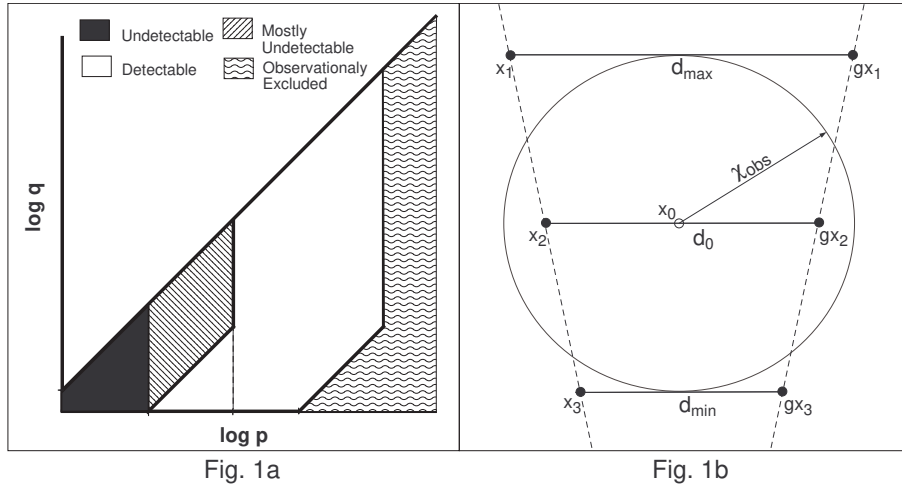 Undetectable
Mostly
Undetectable
Detectable
Observationaly
Excluded
log q
log p
Fig. 1a
x1
dmax
gx1
χobs
x0
x2
d0
gx2
x3
dmin
gx3
Fig. 1b